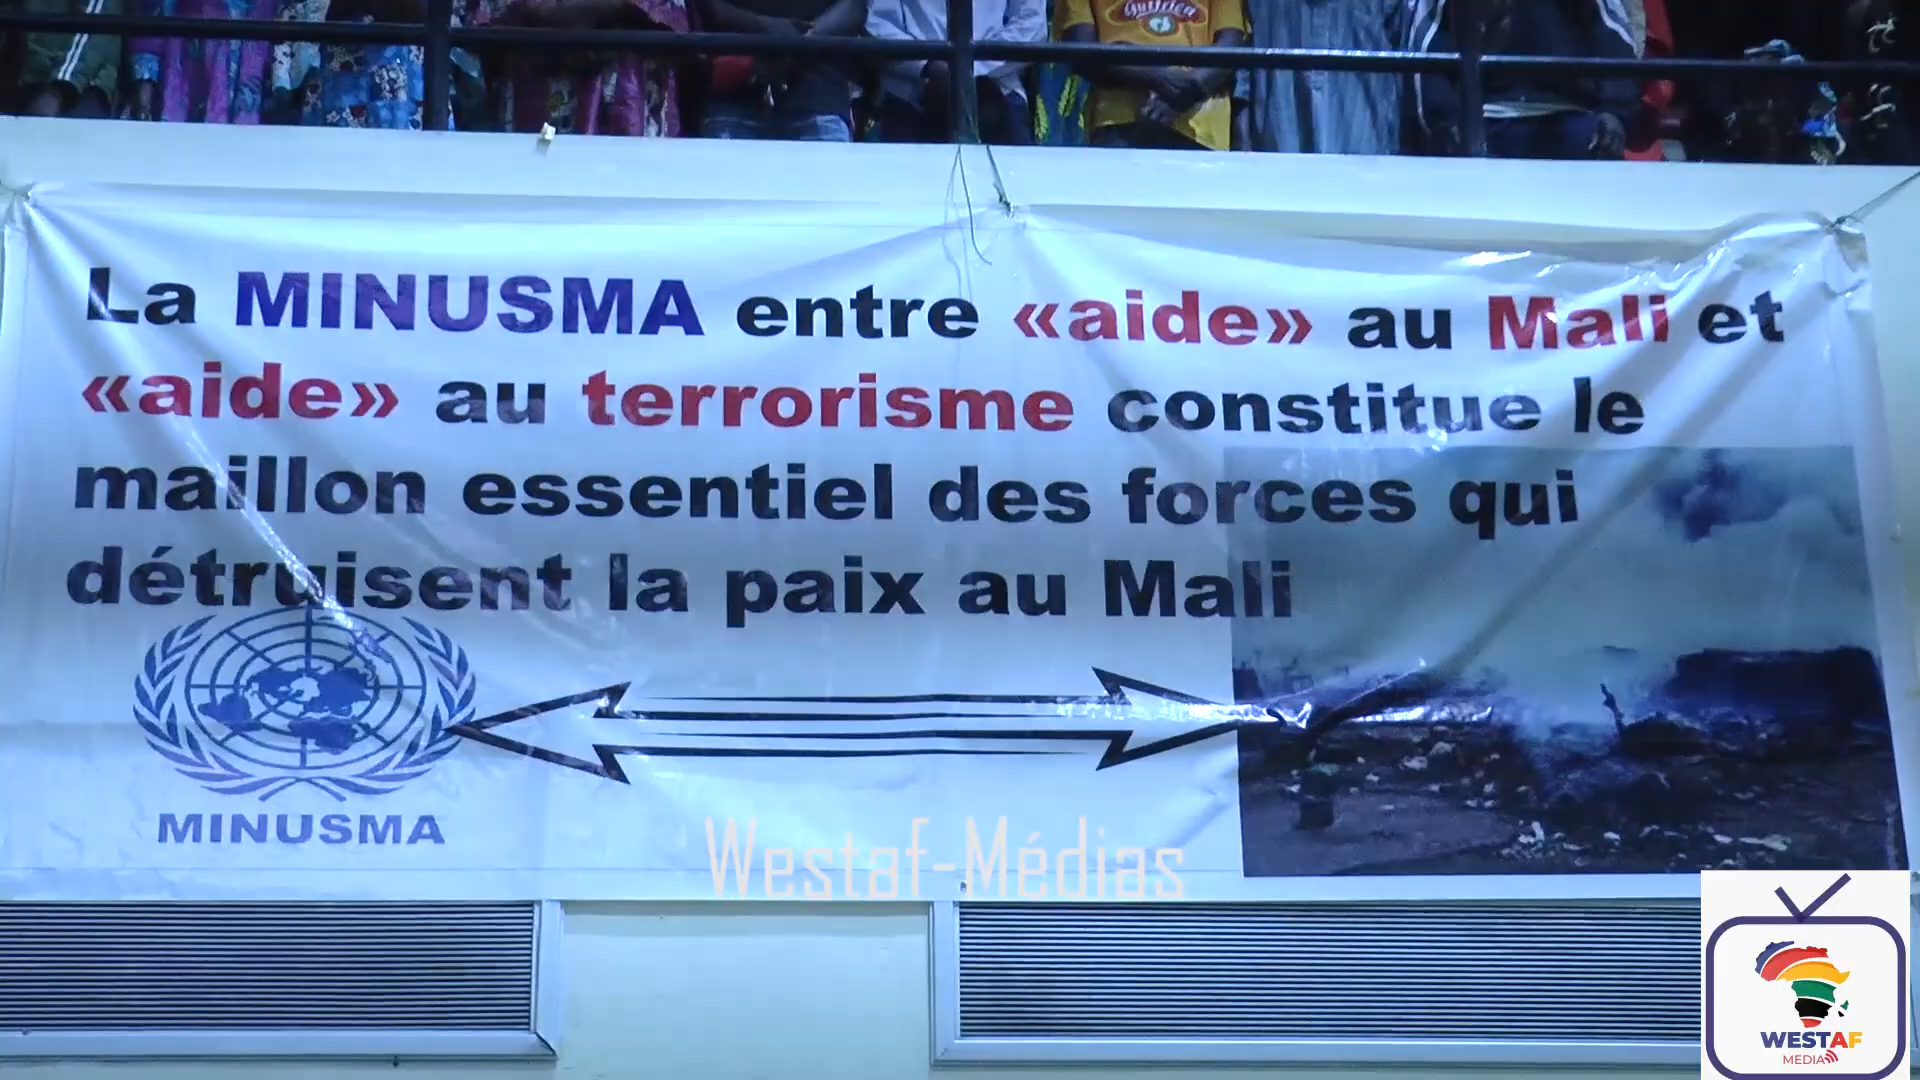 La MINUSMA entre «aide» au Mali et
«aide» au terrorisme constitue le
maillon essentiel des forces qui
détruisent la paix au Mali
MINUSMA
Westaf-Médias
WESTAF
MEDIA